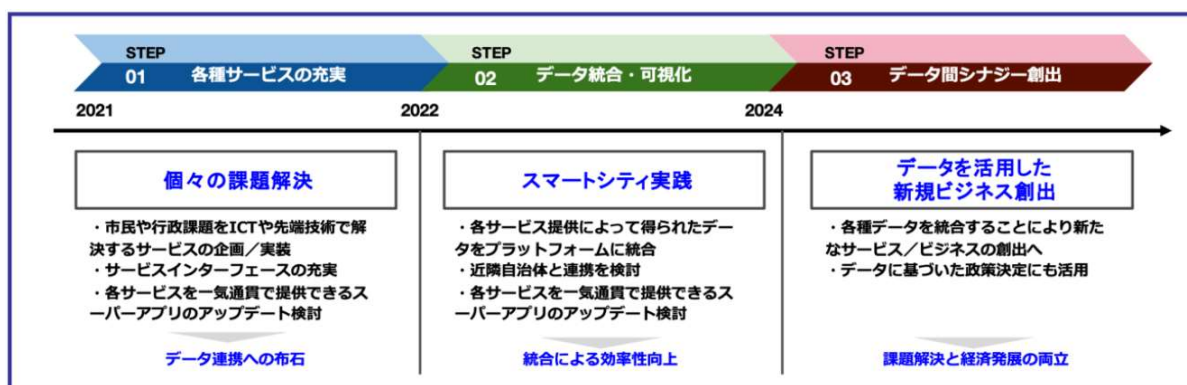 STEP
01 各種サービスの充実
STEP
02 データ統合・可視化
STEP
03 データ間シナジー創出
2021
2022
2024
個々の課題解決
・市民や行政課題をICTや先端技術で解
決するサービスの企画／実装
・サービスインターフェースの充実
・各サービスを一気通貫で提供できるス
ーパーアプリのアップデート検討
データ連携への布石
スマートシティ実践
・各サービス提供によって得られたデー
タをプラットフォームに統合
・近隣自治体と連携を検討
・各サービスを一気通貫で提供できるス
ーパーアプリのアップデート検討
統合による効率性向上
データを活用した
新規ビジネス創出
・各種データを統合することにより新た
なサービス／ビジネスの創出へ
・データに基づいた政策決定にも活用
課題解決と経済発展の両立